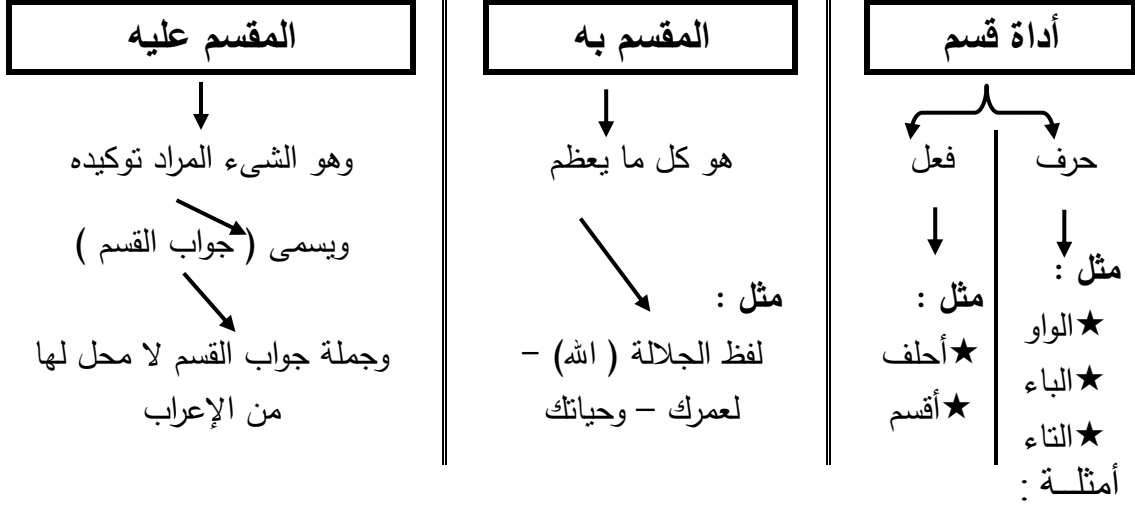 أداة قسم
حرف
فعل
مثل :
★الواو
★الباء
★التاء
مثل :
★أحلف
★أقسم
المقسم به
هو كل ما يعظم
مثل :
لفظ الجلالة ( الله) –
لعمرك – وحياتك
المقسم عليه
وهو الشىء المراد توكيده
ويسمى ( جواب القسم )
وجملة جواب القسم لا محل لها
من الإعراب
أمثلـــة :